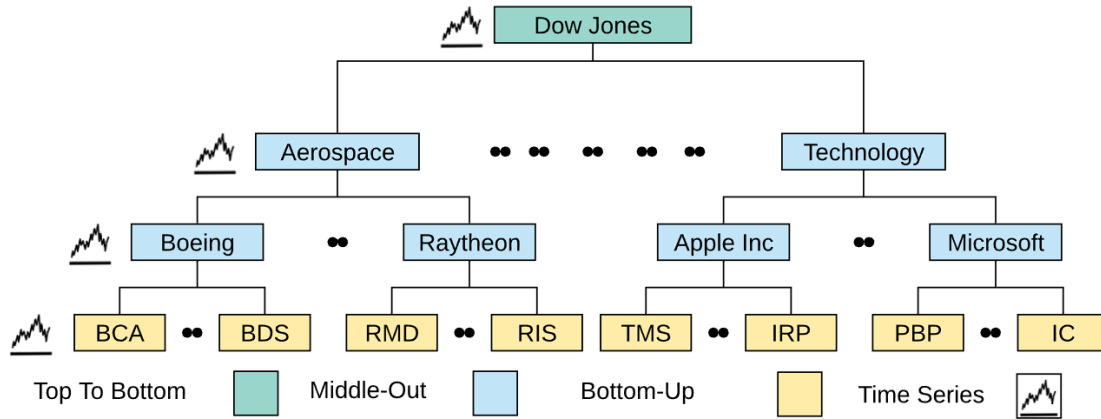 Dow Jones
Aerospace Technology
Boeing Raytheon Apple Inc Microsoft
BCA BDS RMD RIS TMS IRP PBP IC
Top To Bottom Middle-Out Bottom-Up Time Series